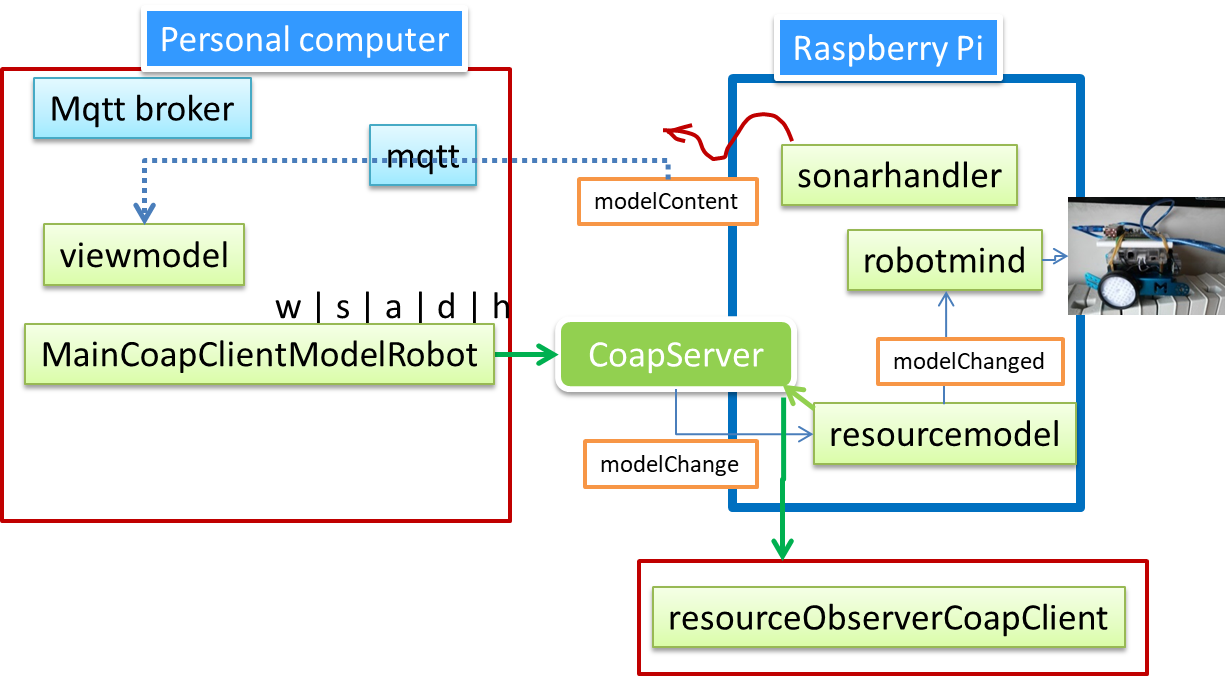 Personal computer
Raspberry Pi
Mqtt broker
mqtt
sonarhandler
modelContent
viewmodel
robotmind
w | s | a | d | h
MainCoapClientModelRobot
CoapServer
modelChanged
resourcemodel
modelChange
resourceObserverCoapClient